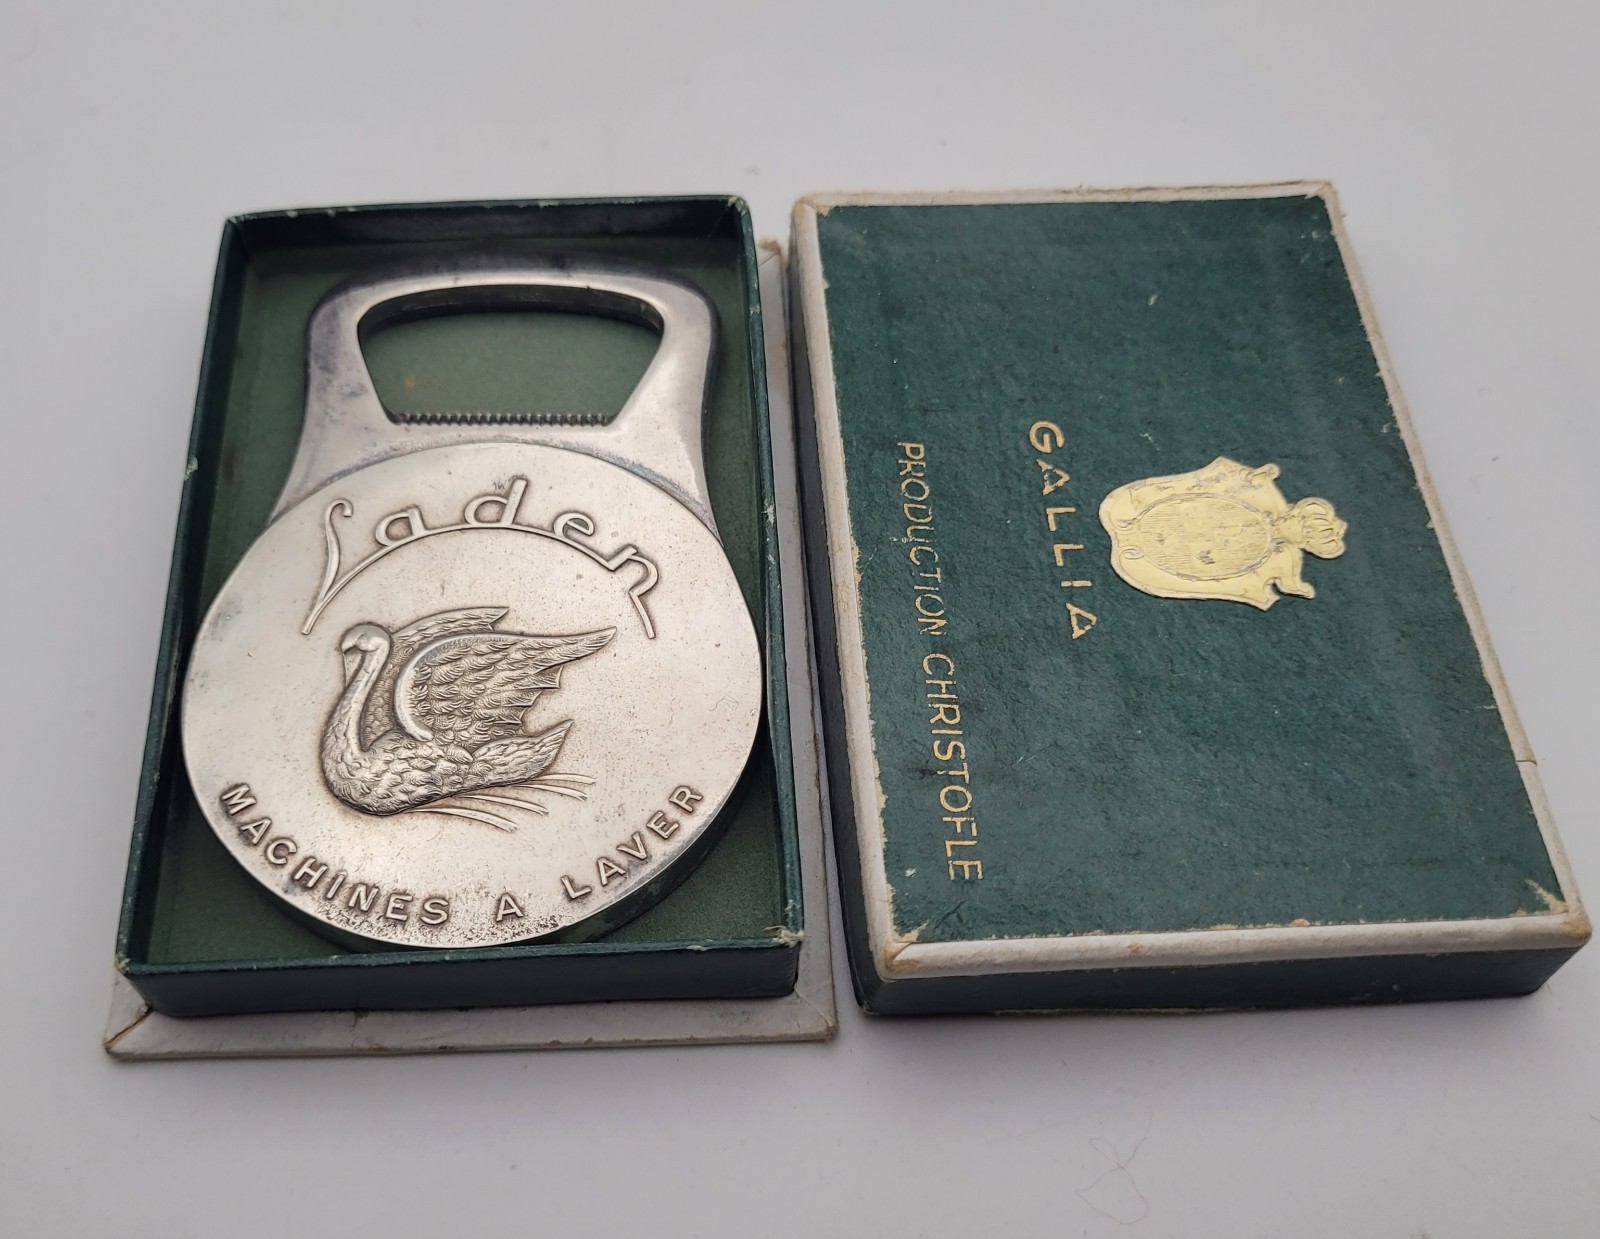 Laden
MACHINES A LAVER
GALLIA
PRODUCTION CHRISTOFLE